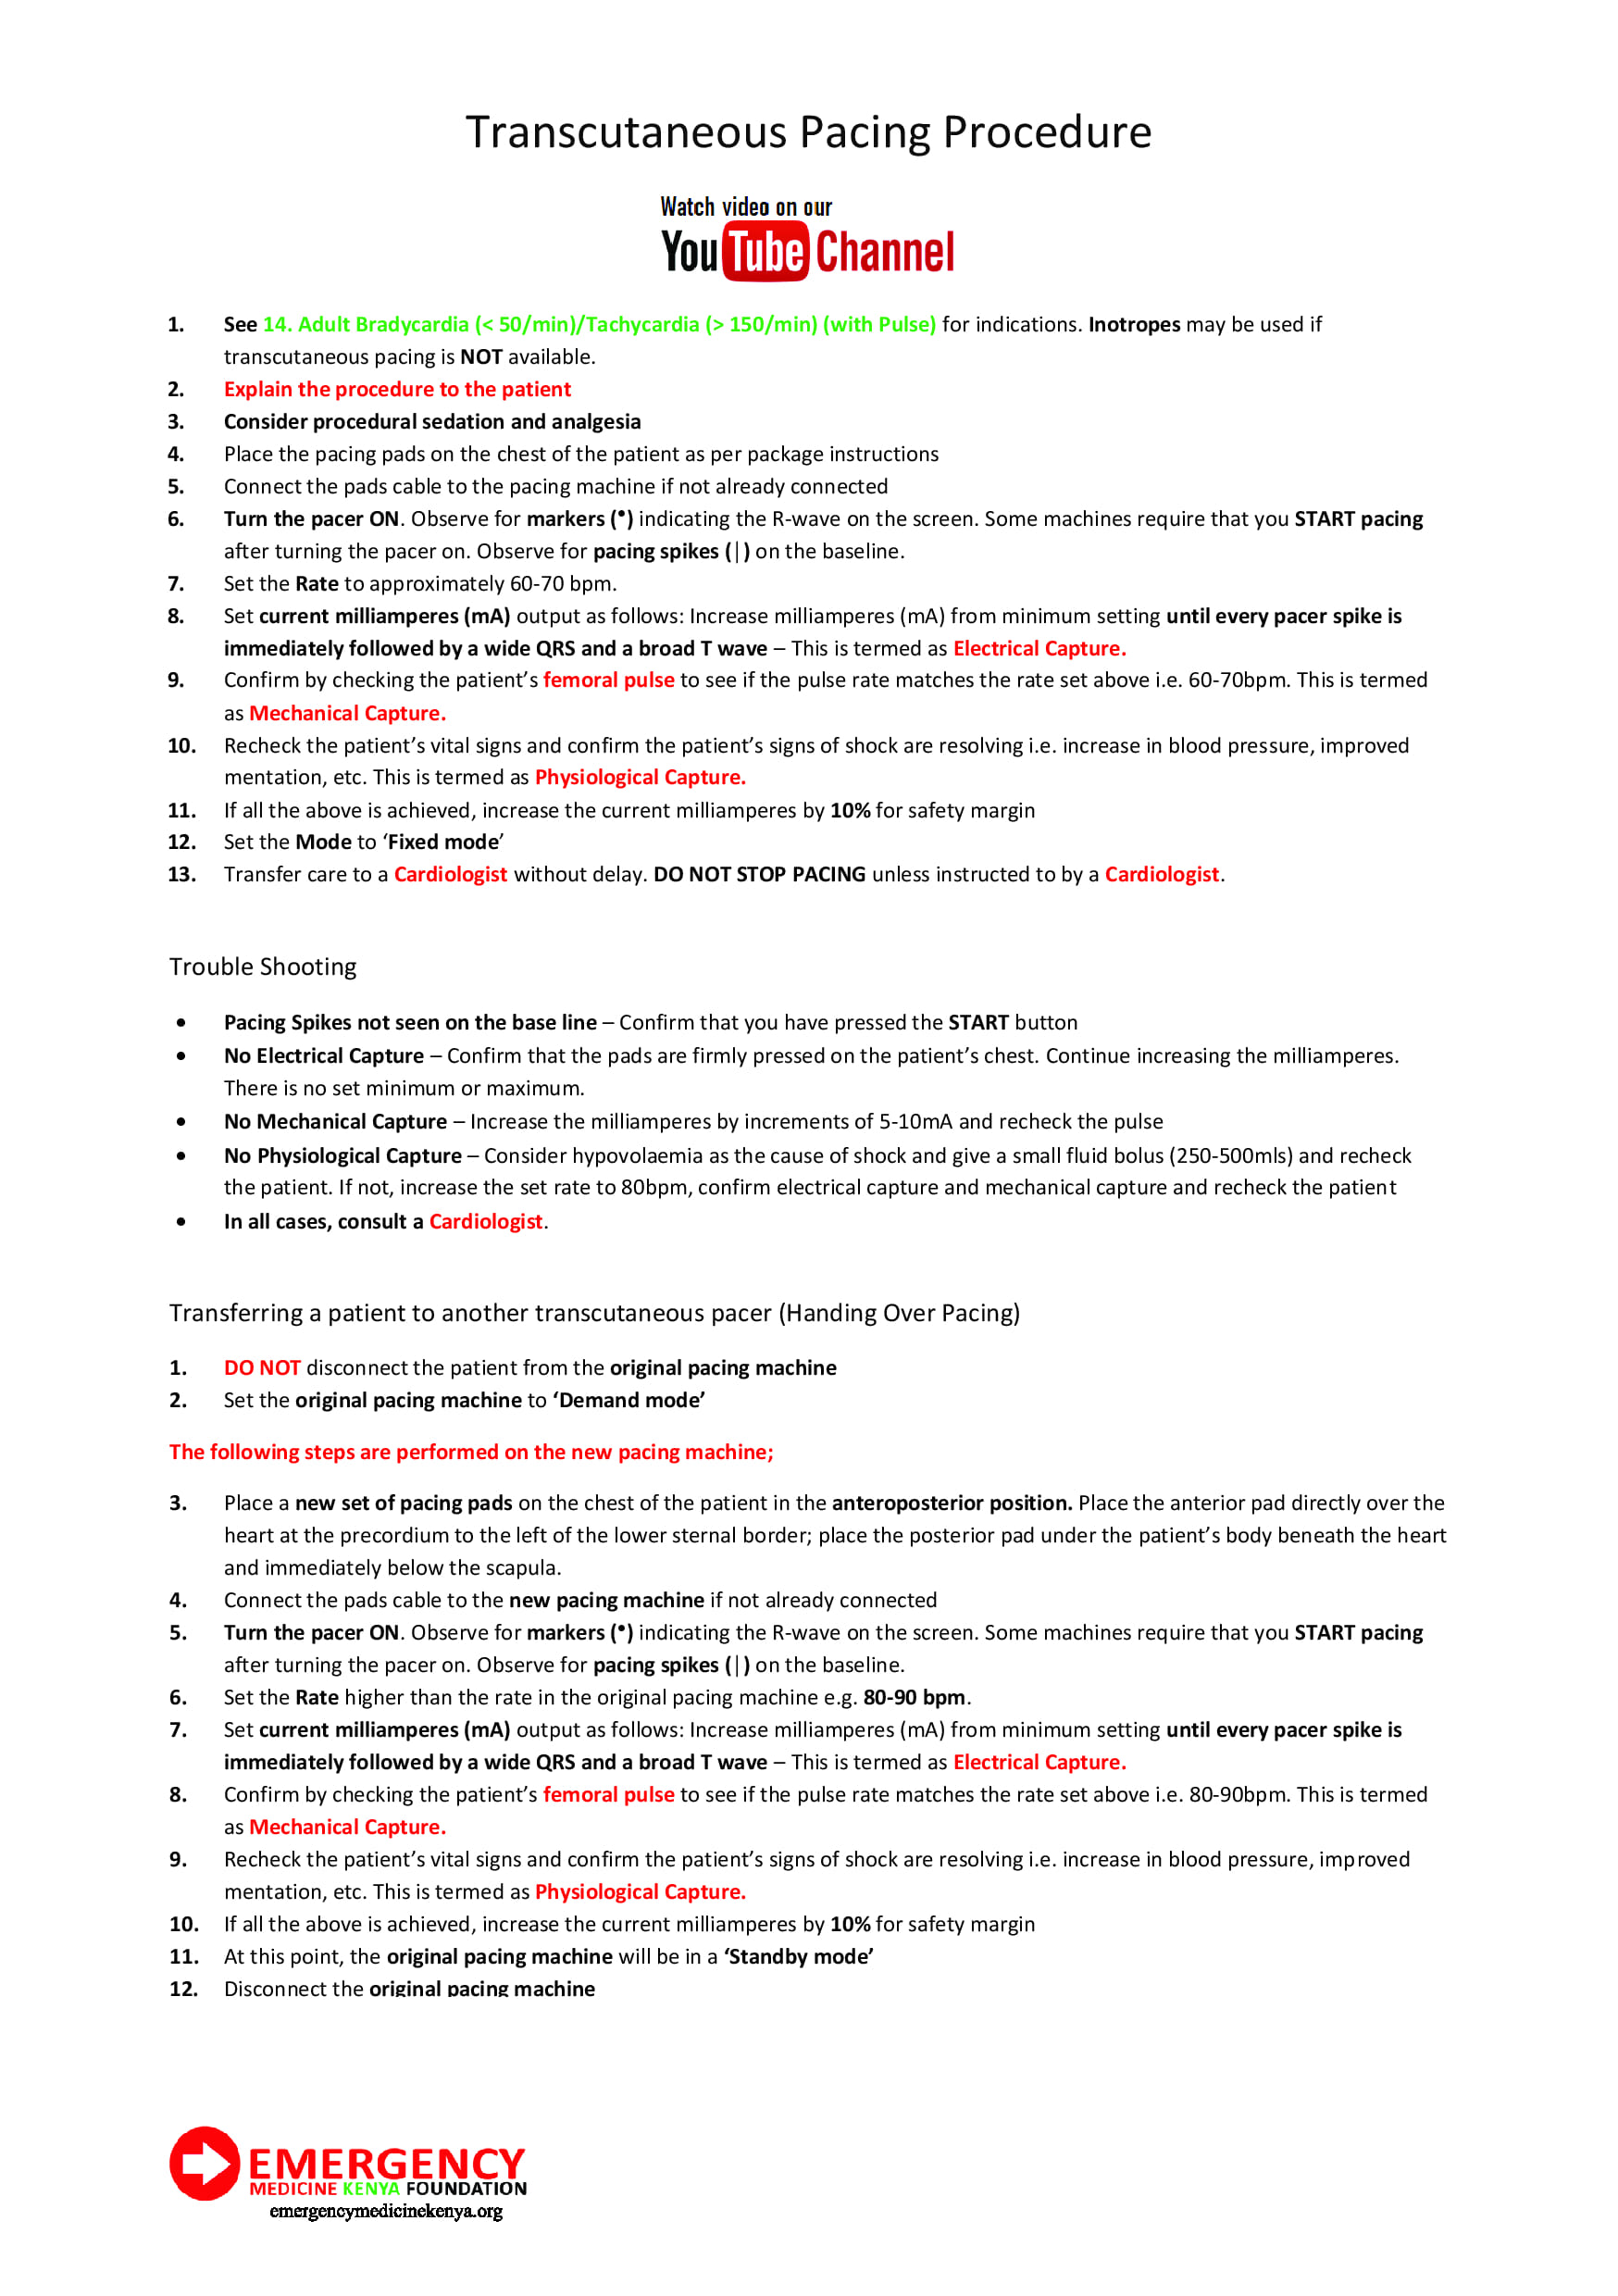 Transcutaneous Pacing Procedure
Watch video on our
YouTube Channel
1. See 14. Adult Bradycardia (< 50/min)/Tachycardia (> 150/min) (with Pulse) for indications. Inotropes may be used if
transcutaneous pacing is NOT available.
2. Explain the procedure to the patient
3. Consider procedural sedation and analgesia
4. Place the pacing pads on the chest of the patient as per package instructions
5. Connect the pads cable to the pacing machine if not already connected
6. Turn the pacer ON. Observe for markers (•) indicating the R-wave on the screen. Some machines require that you START pacing
after turning the pacer on. Observe for pacing spikes (|) on the baseline.
7. Set the Rate to approximately 60-70 bpm.
8. Set current milliamperes (mA) output as follows: Increase milliamperes (mA) from minimum setting until every pacer spike is
immediately followed by a wide QRS and a broad T wave – This is termed as Electrical Capture.
9. Confirm by checking the patient’s femoral pulse to see if the pulse rate matches the rate set above i.e. 60-70bpm. This is termed
as Mechanical Capture.
10. Recheck the patient’s vital signs and confirm the patient’s signs of shock are resolving i.e. increase in blood pressure, improved
mentation, etc. This is termed as Physiological Capture.
11. If all the above is achieved, increase the current milliamperes by 10% for safety margin
12. Set the Mode to ‘Fixed mode’
13. Transfer care to a Cardiologist without delay. DO NOT STOP PACING unless instructed to by a Cardiologist.
Trouble Shooting
• Pacing Spikes not seen on the base line – Confirm that you have pressed the START button
• No Electrical Capture – Confirm that the pads are firmly pressed on the patient’s chest. Continue increasing the milliamperes.
There is no set minimum or maximum.
• No Mechanical Capture – Increase the milliamperes by increments of 5-10mA and recheck the pulse
• No Physiological Capture – Consider hypovolaemia as the cause of shock and give a small fluid bolus (250-500mls) and recheck
the patient. If not, increase the set rate to 80bpm, confirm electrical capture and mechanical capture and recheck the patient
• In all cases, consult a Cardiologist.
Transferring a patient to another transcutaneous pacer (Handing Over Pacing)
1. DO NOT disconnect the patient from the original pacing machine
2. Set the original pacing machine to ‘Demand mode’
The following steps are performed on the new pacing machine;
3. Place a new set of pacing pads on the chest of the patient in the anteroposterior position. Place the anterior pad directly over the
heart at the precordium to the left of the lower sternal border; place the posterior pad under the patient’s body beneath the heart
and immediately below the scapula.
4. Connect the pads cable to the new pacing machine if not already connected
5. Turn the pacer ON. Observe for markers (•) indicating the R-wave on the screen. Some machines require that you START pacing
after turning the pacer on. Observe for pacing spikes (|) on the baseline.
6. Set the Rate higher than the rate in the original pacing machine e.g. 80-90 bpm.
7. Set current milliamperes (mA) output as follows: Increase milliamperes (mA) from minimum setting until every pacer spike is
immediately followed by a wide QRS and a broad T wave – This is termed as Electrical Capture.
8. Confirm by checking the patient’s femoral pulse to see if the pulse rate matches the rate set above i.e. 80-90bpm. This is termed
as Mechanical Capture.
9. Recheck the patient’s vital signs and confirm the patient’s signs of shock are resolving i.e. increase in blood pressure, improved
mentation, etc. This is termed as Physiological Capture.
10. If all the above is achieved, increase the current milliamperes by 10% for safety margin
11. At this point, the original pacing machine will be in a ‘Standby mode’
12. Disconnect the original pacing machine
EMERGENCY
MEDICINE KENYA FOUNDATION
emergencymedicinekenya.org